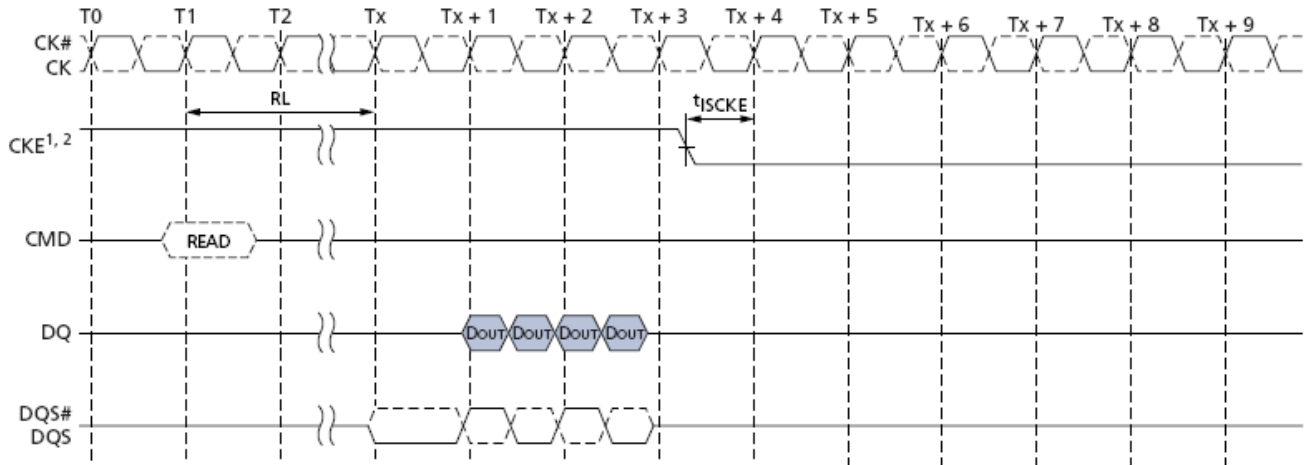 T0 T1 T2 Tx Tx + 1 Tx + 2 Tx + 3 Tx + 4 Tx + 5 Tx + 6 Tx + 7 Tx + 8 Tx + 9
CK#
CK
RL
tISCKE
CKE1, 2
CMD READ
DQ DOUT DOUT DOUT DOUT
DQS#
DQS